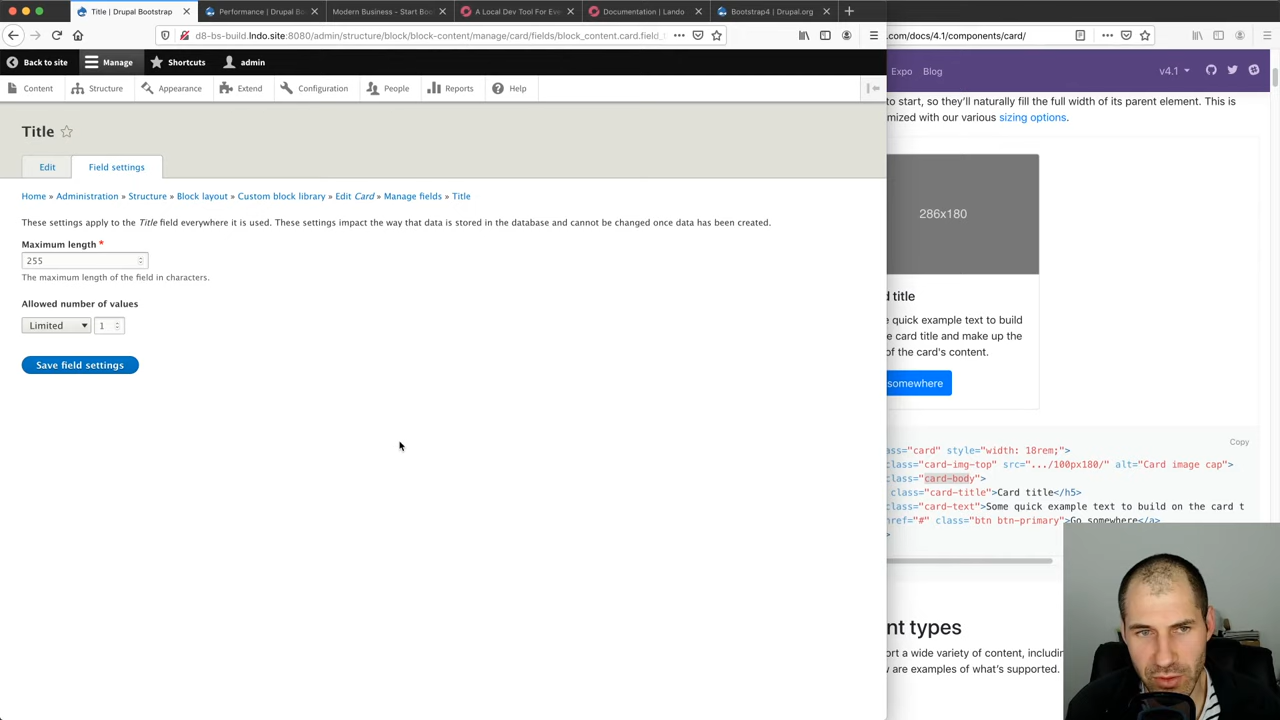 Title | Drupal Bootstrap
Performance | Drupal Bo
Modern Business - Start Boo
A Local Dev Tool For Eve
Documentation | Lando
Bootstrap4 | Drupal.org
d8-bs-build.lndo.site:8080/admin/structure/block/block-content/manage/card/fields/block_content.card.field_
.com/docs/4.1/components/card/
Back to site
Manage
Shortcuts
admin
Content
Structure
Appearance
Extend
Configuration
People
Reports
Help
Title
Edit
Field settings
Home » Administration » Structure » Block layout » Custom block library » Edit Card » Manage fields » Title
These settings apply to the Title field everywhere it is used. These settings impact the way that data is stored in the database and cannot be changed once data has been created.
Maximum length *
255
The maximum length of the field in characters.
Allowed number of values
Limited
1
Save field settings
Expo
Blog
v4.1
to start, so they'll naturally fill the full width of its parent element. This is
mized with our various sizing options.
286x180
d title
e quick example text to build
e card title and make up the
of the card's content.
somewhere
Copy
ass="card" style="width: 18rem;">
class="card-img-top" src=".../100px180/" alt="Card image cap">
class="card-body">
class="card-title">Card title</h5>
class="card-text">Some quick example text to build on the card t
href="#" class="btn btn-primary">Go somewhere</a>
>
nt types
ort a wide variety of content, includin
w are examples of what's supported.